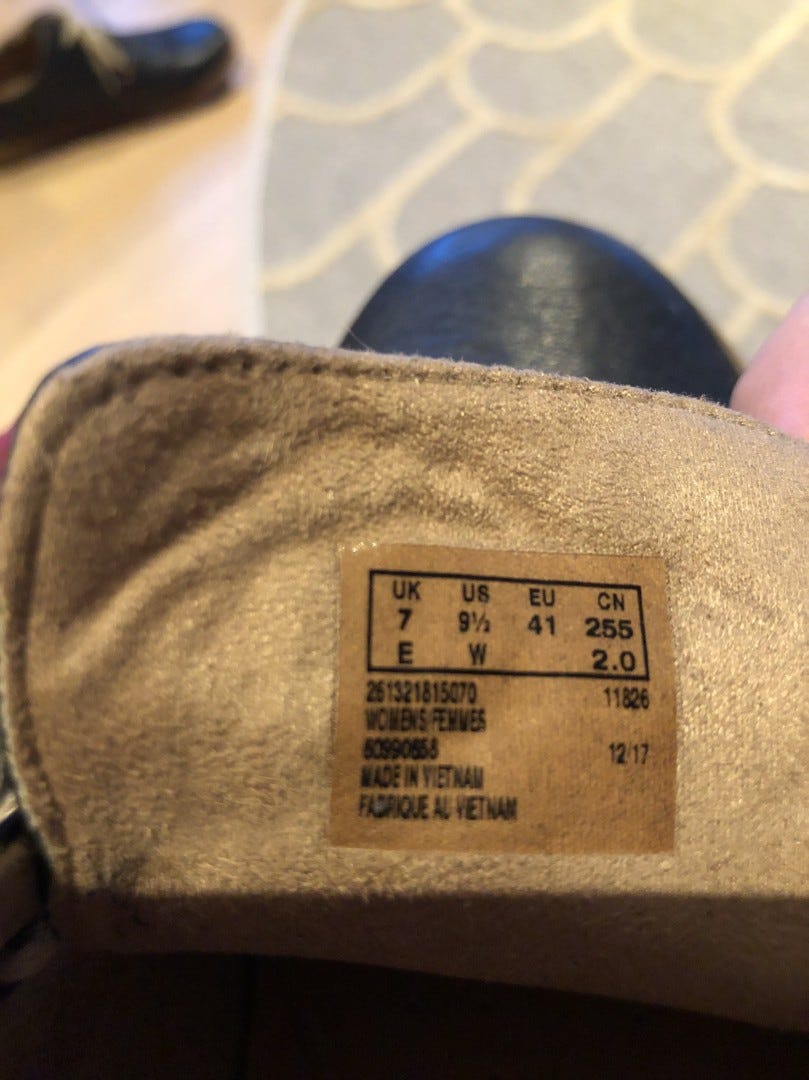 UK US EU CN
7 9½ 41 255
E W 2.0
261321815070 11826
WOMENS/FEMMES
12/17
MADE IN VIETNAM
FABRIQUE AU VIETNAM